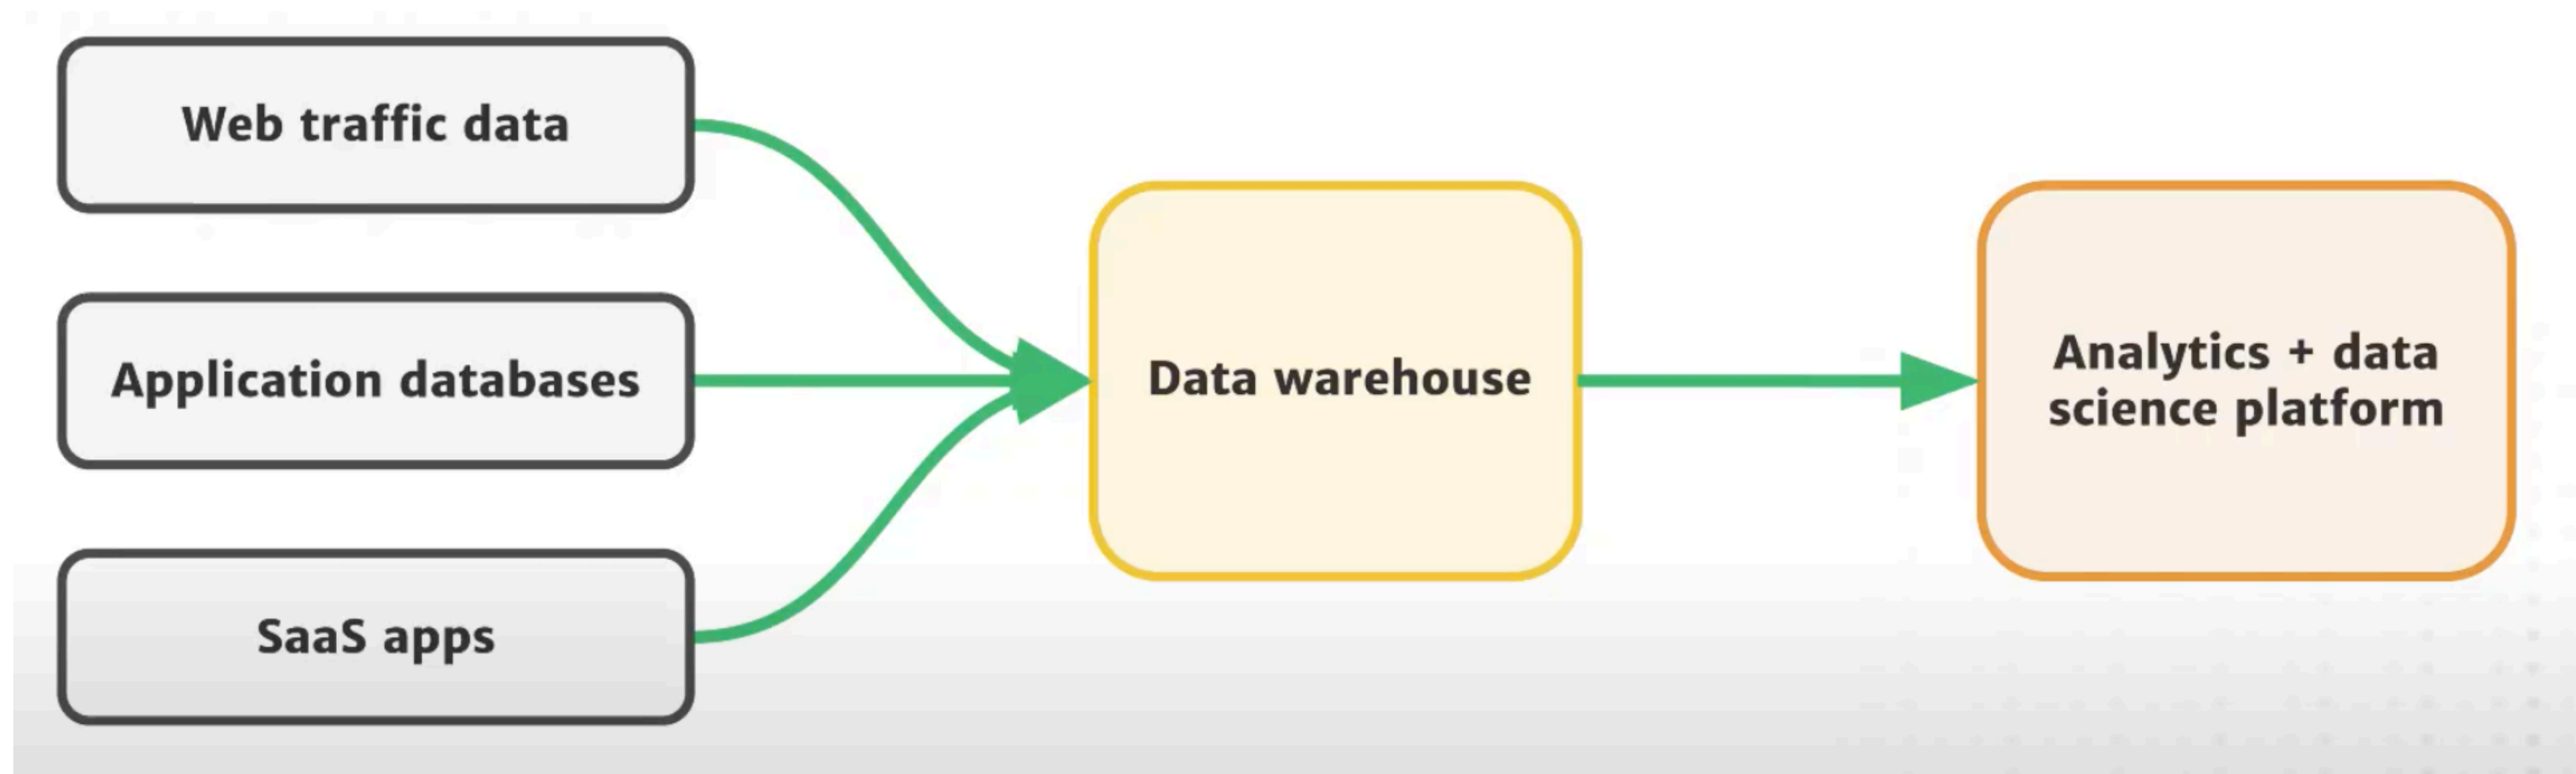 Web traffic data
Application databases
SaaS apps
Data warehouse
Analytics + data
science platform